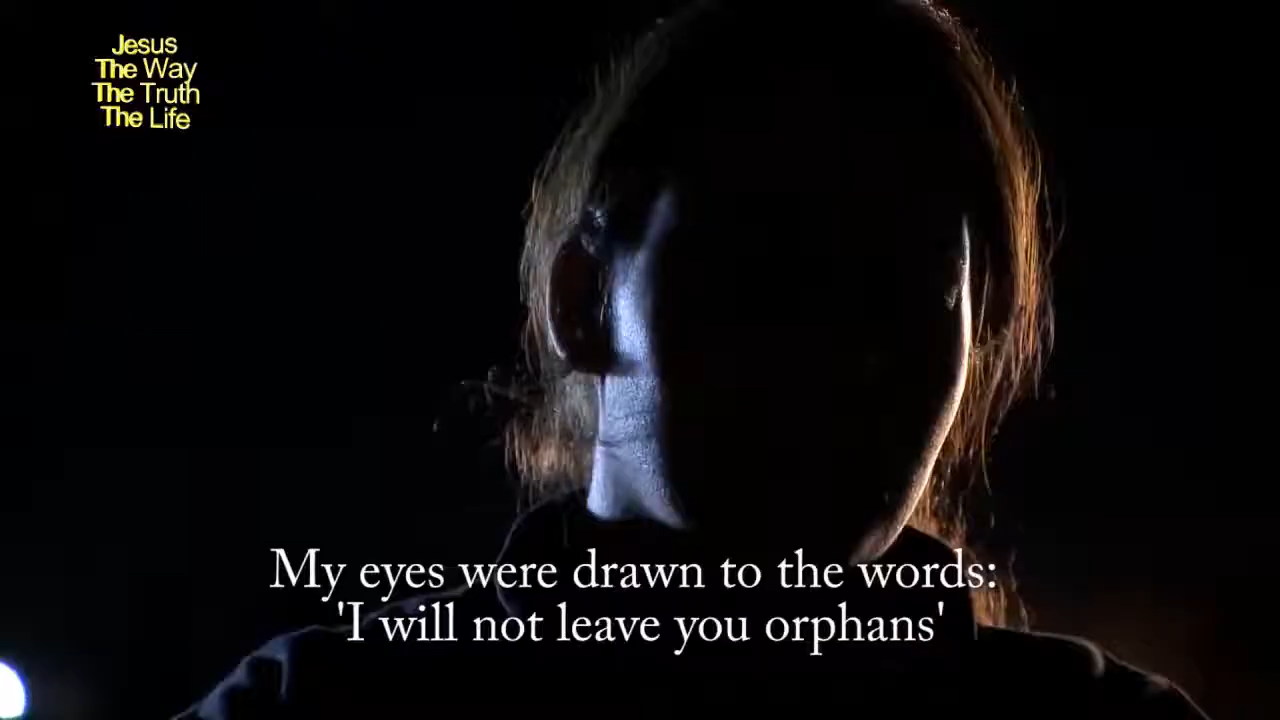 Jesus
The Way
The Truth
The Life
My eyes were drawn to the words:
'I will not leave you orphans'